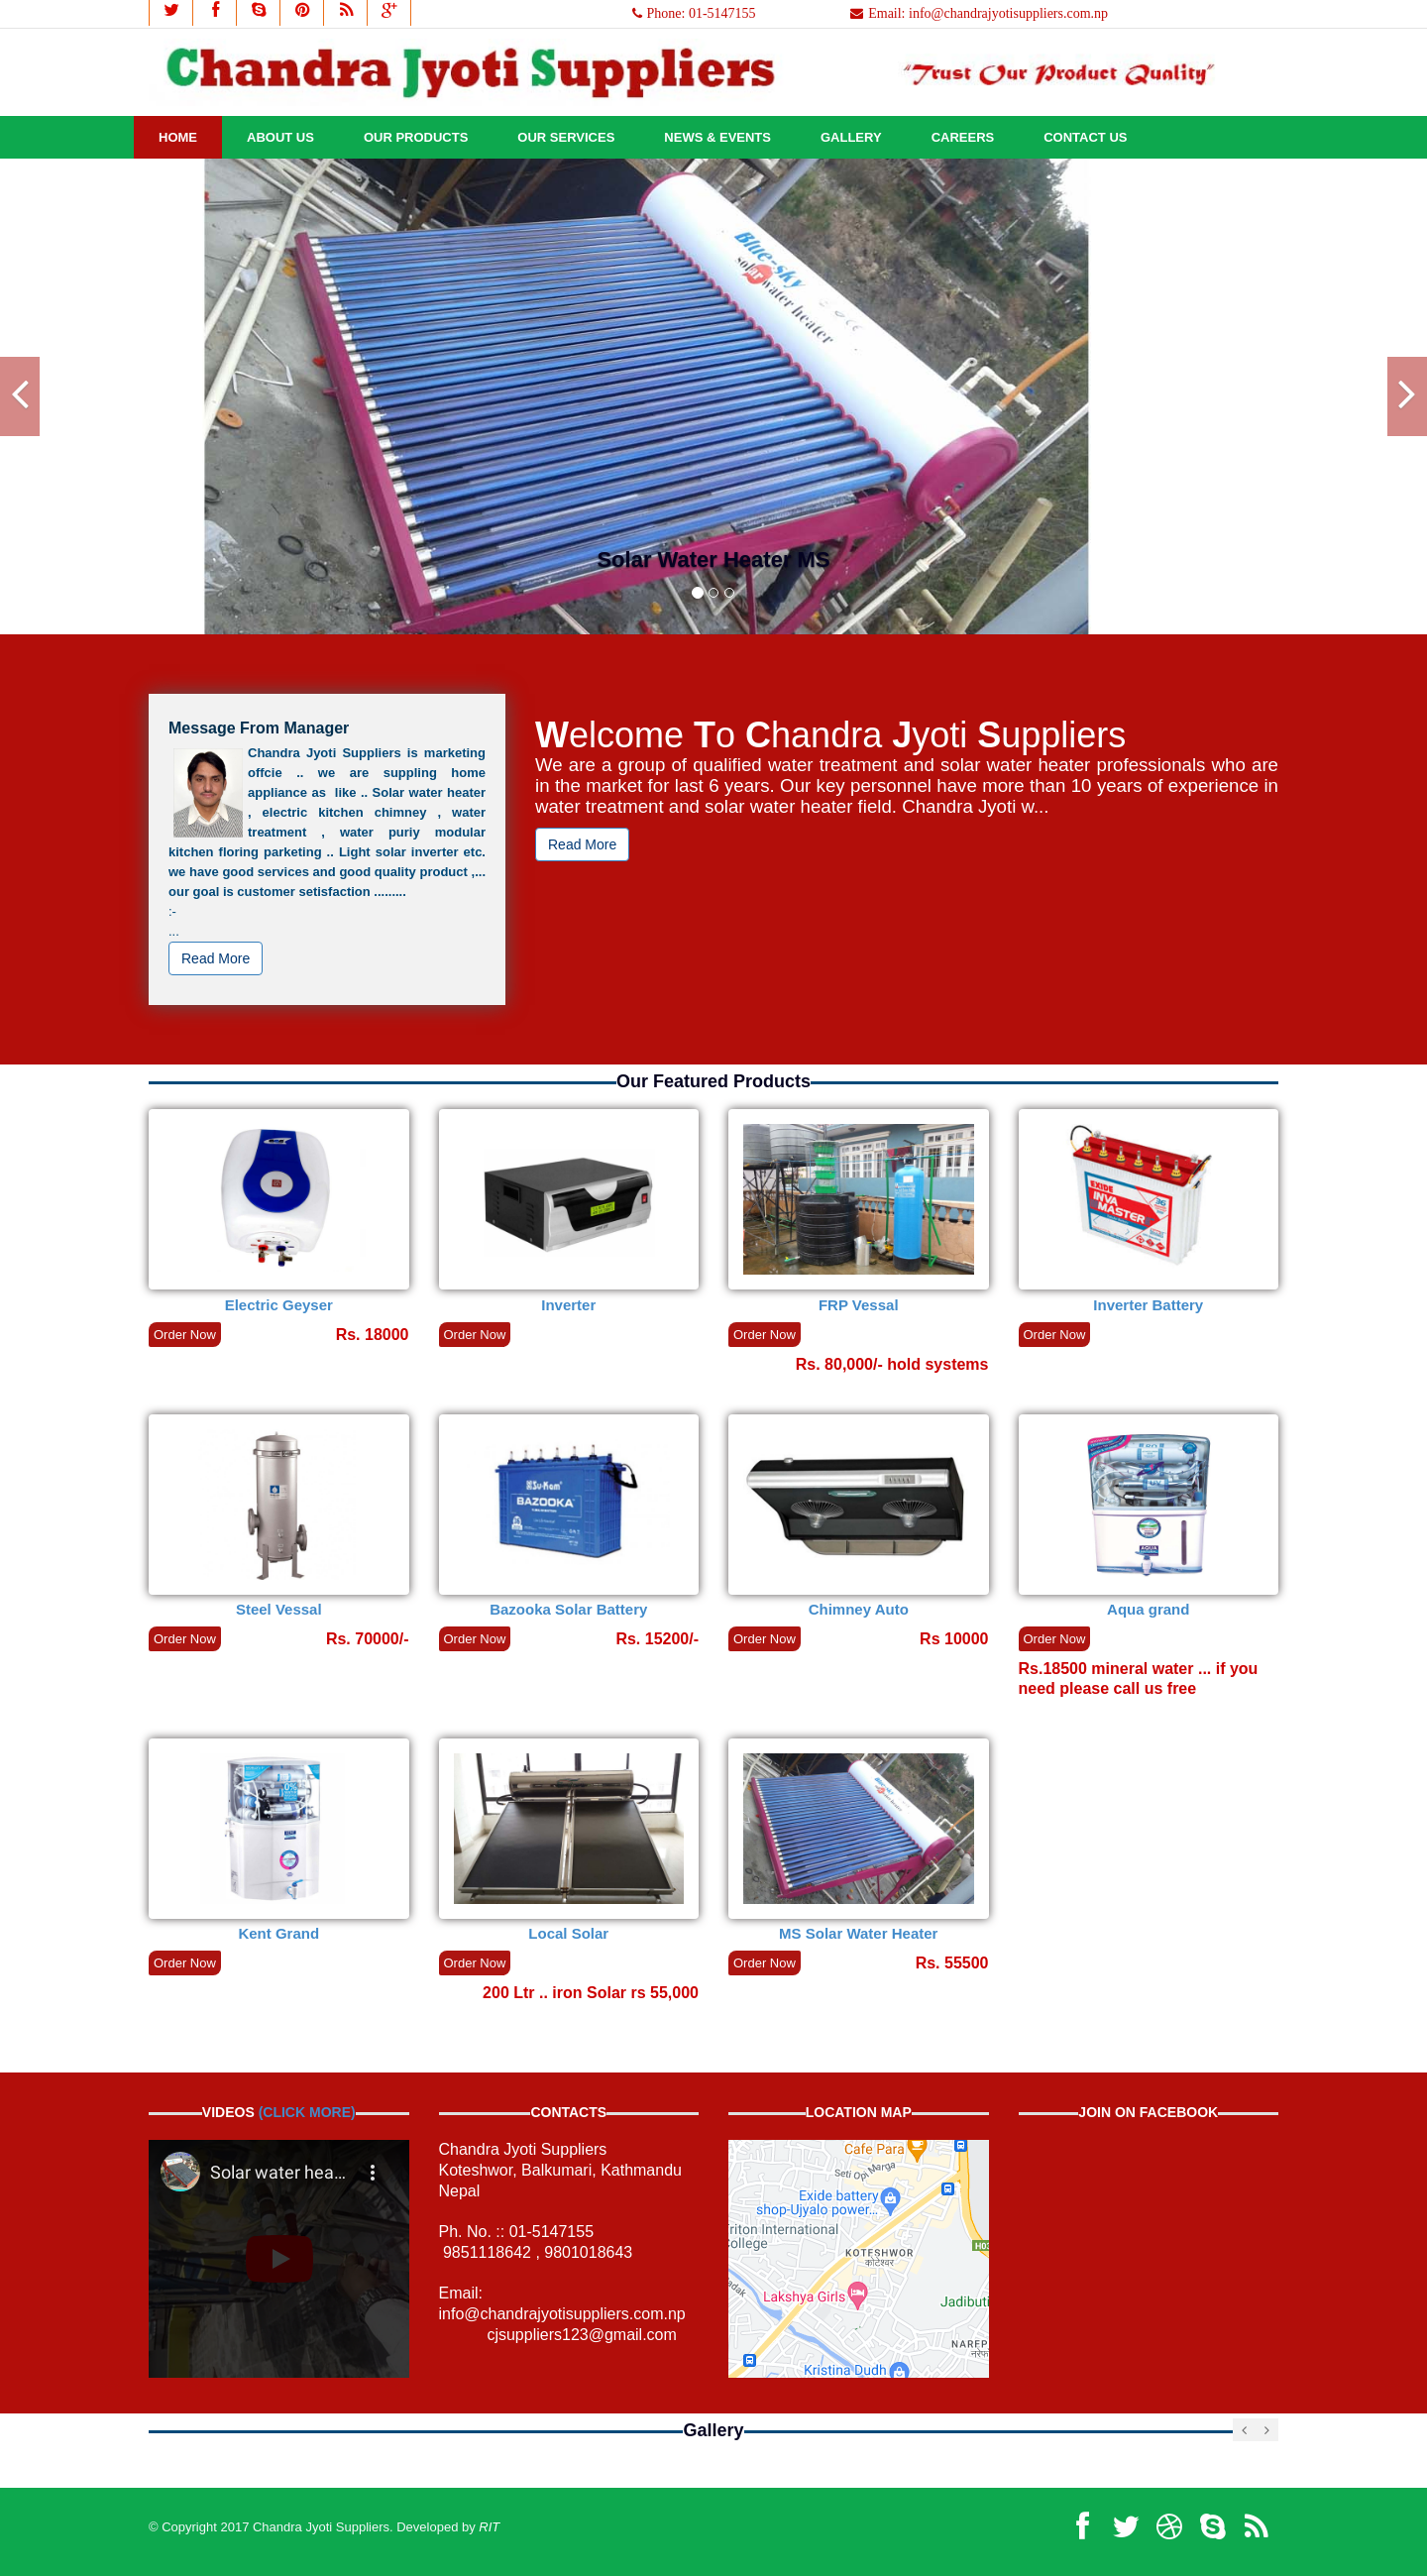 Phone: 01-5147155
Email: info@chandrajyotisuppliers.com.np
Chandra Jyoti Suppliers
"Trust Our Product Quality"
HOME
ABOUT US
OUR PRODUCTS
OUR SERVICES
NEWS & EVENTS
GALLERY
CAREERS
CONTACT US
Blue-sky
solar water heater
Solar Water Heater MS
Message From Manager
Chandra Jyoti Suppliers is marketing
offcie .. we are suppling home
appliance as like .. Solar water heater
, electric kitchen chimney , water
treatment , water puriy modular
kitchen floring parketing .. Light solar inverter etc.
we have good services and good quality product ,...
our goal is customer setisfaction .........
:-
...
Read More
Welcome To Chandra Jyoti Suppliers
We are a group of qualified water treatment and solar water heater professionals who are
in the market for last 6 years. Our key personnel have more than 10 years of experience in
water treatment and solar water heater field. Chandra Jyoti w...
Read More
Our Featured Products
EXIDE
INVA
MASTER
Electric Geyser
Inverter
FRP Vessal
Inverter Battery
Order Now
Rs. 18000
Order Now
Order Now
Order Now
Rs. 80,000/- hold systems
Su-Kam
BAZOOKA
AQUA
Steel Vessal
Bazooka Solar Battery
Chimney Auto
Aqua grand
Order Now
Rs. 70000/-
Order Now
Rs. 15200/-
Order Now
Rs 10000
Order Now
Rs.18500 mineral water ... if you
need please call us free
Blue-sky
Kent Grand
Local Solar
MS Solar Water Heater
Order Now
Order Now
Order Now
Rs. 55500
200 Ltr .. iron Solar rs 55,000
VIDEOS (CLICK MORE)
CONTACTS
LOCATION MAP
JOIN ON FACEBOOK
Solar water hea...
Chandra Jyoti Suppliers
Koteshwor, Balkumari, Kathmandu
Nepal
Ph. No. :: 01-5147155
9851118642 , 9801018643
Email:
info@chandrajyotisuppliers.com.np
cjsuppliers123@gmail.com
Cafe Para
Seti Opi Marga
Exide battery
shop-Ujyalo power...
Triton International
College
H03
KOTESHWOR
कोटेश्वर
Lakshya Girls
Jadibuti
Kristina Dudh
Gallery
© Copyright 2017 Chandra Jyoti Suppliers. Developed by RIT